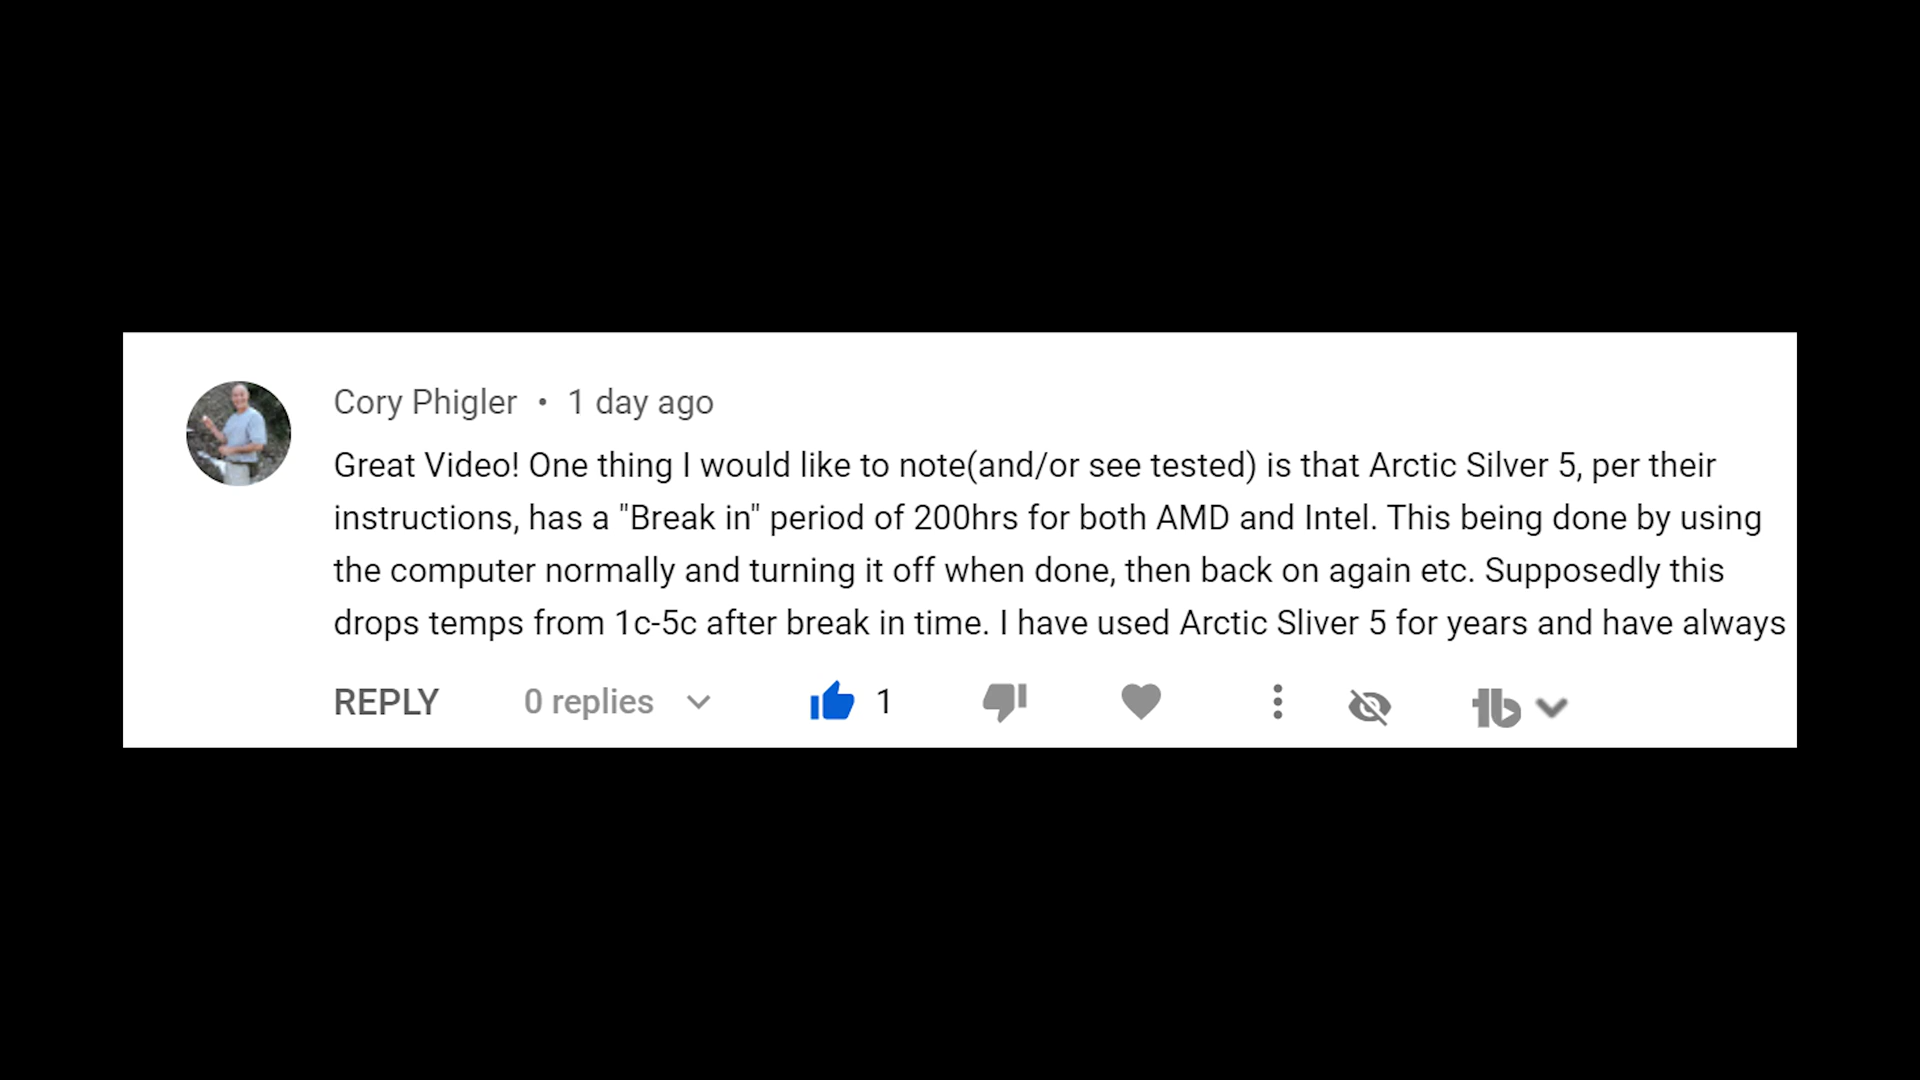 Cory Phigler • 1 day ago
Great Video! One thing I would like to note(and/or see tested) is that Arctic Silver 5, per their
instructions, has a "Break in" period of 200hrs for both AMD and Intel. This being done by using
the computer normally and turning it off when done, then back on again etc. Supposedly this
drops temps from 1c-5c after break in time. I have used Arctic Sliver 5 for years and have always
REPLY 0 replies 1 tb